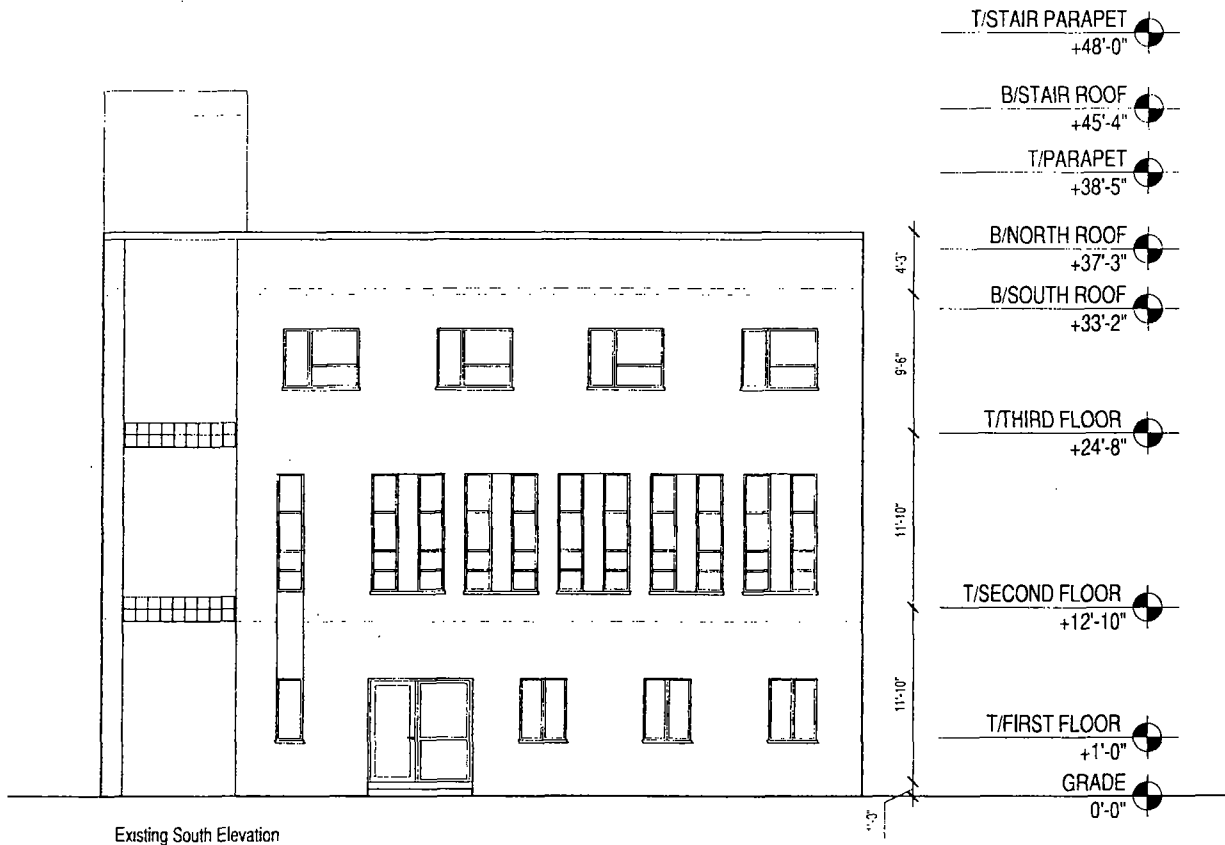 T/STAIR PARAPET
+48'-0"
B/STAIR ROOF
+45'-4"
T/PARAPET
+38'-5"
B/NORTH ROOF
+37'-3"
4'-3"
B/SOUTH ROOF
+33'-2"
9'-6"
T/THIRD FLOOR
+24'-8"
11'-10"
T/SECOND FLOOR
+12'-10"
11'-10"
T/FIRST FLOOR
+1'-0"
GRADE
0'-0"
Existing South Elevation